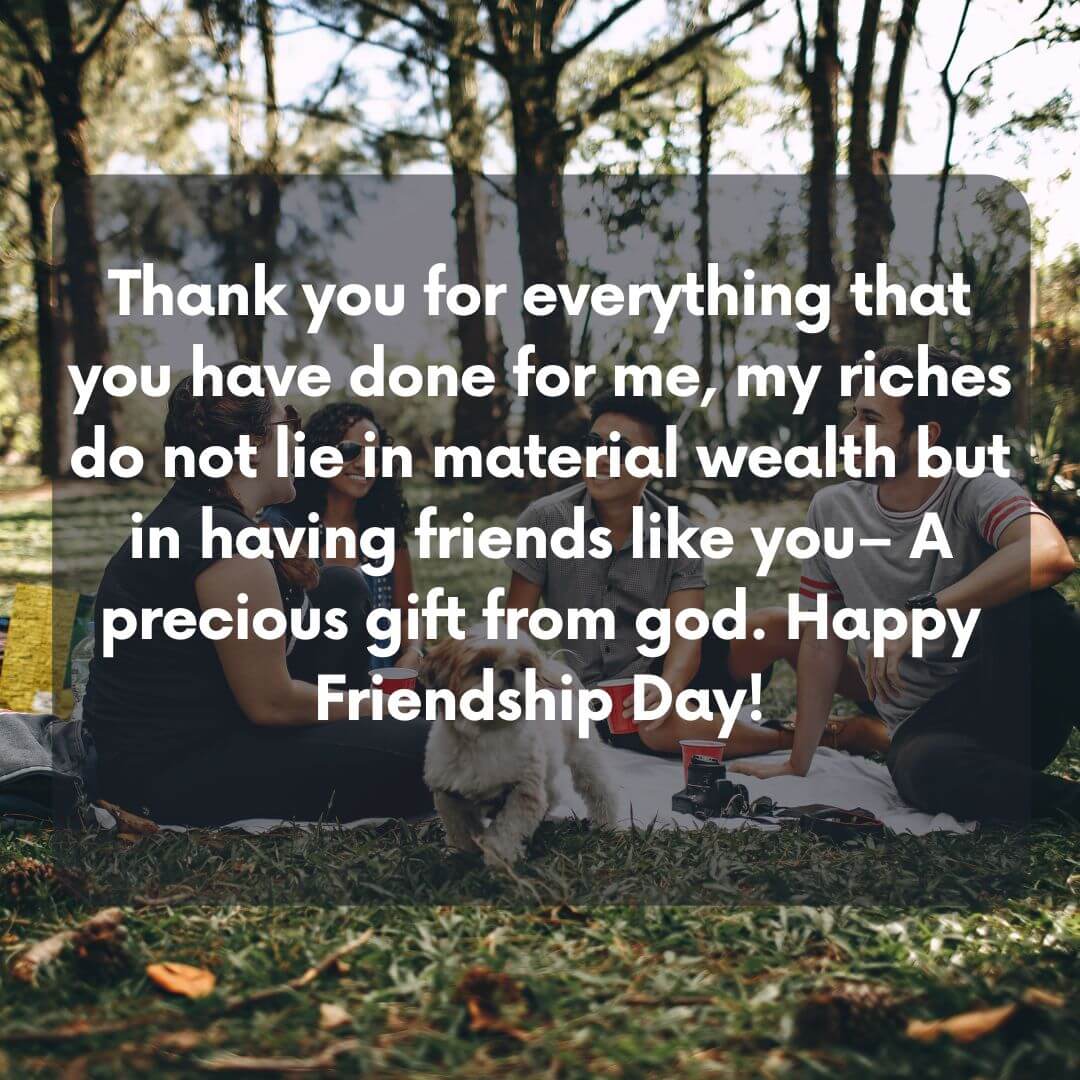 Thank you for everything that
you have done for me, my riches
do not lie in material wealth but
in having friends like you– A
precious gift from god. Happy
Friendship Day!